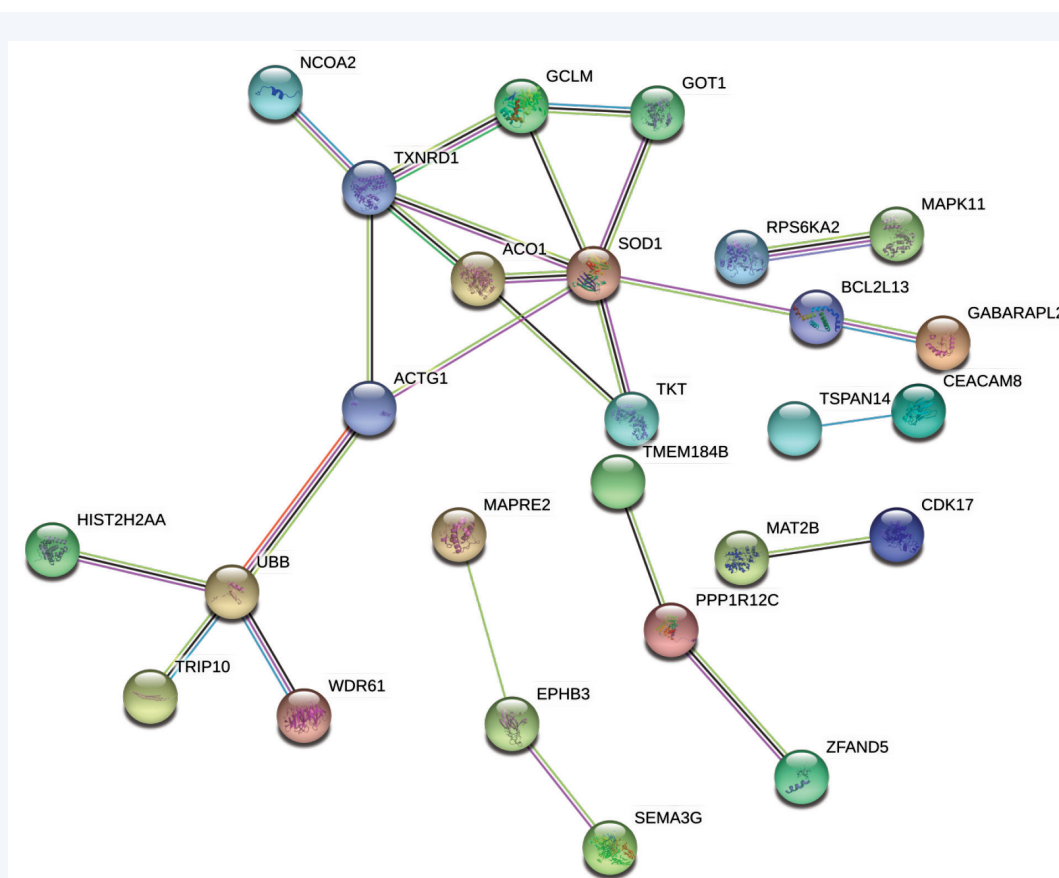 NCOA2
GCLM
GOT1
TXNRD1
MAPK11
RPS6KA2
SOD1
ACO1
BCL2L13
GABARAPL2
ACTG1
TKT
CEACAM8
TSPAN14
TMEM184B
MAPRE2
CDK17
HIST2H2AA
MAT2B
UBB
PPP1R12C
TRIP10
WDR61
EPHB3
ZFAND5
SEMA3G